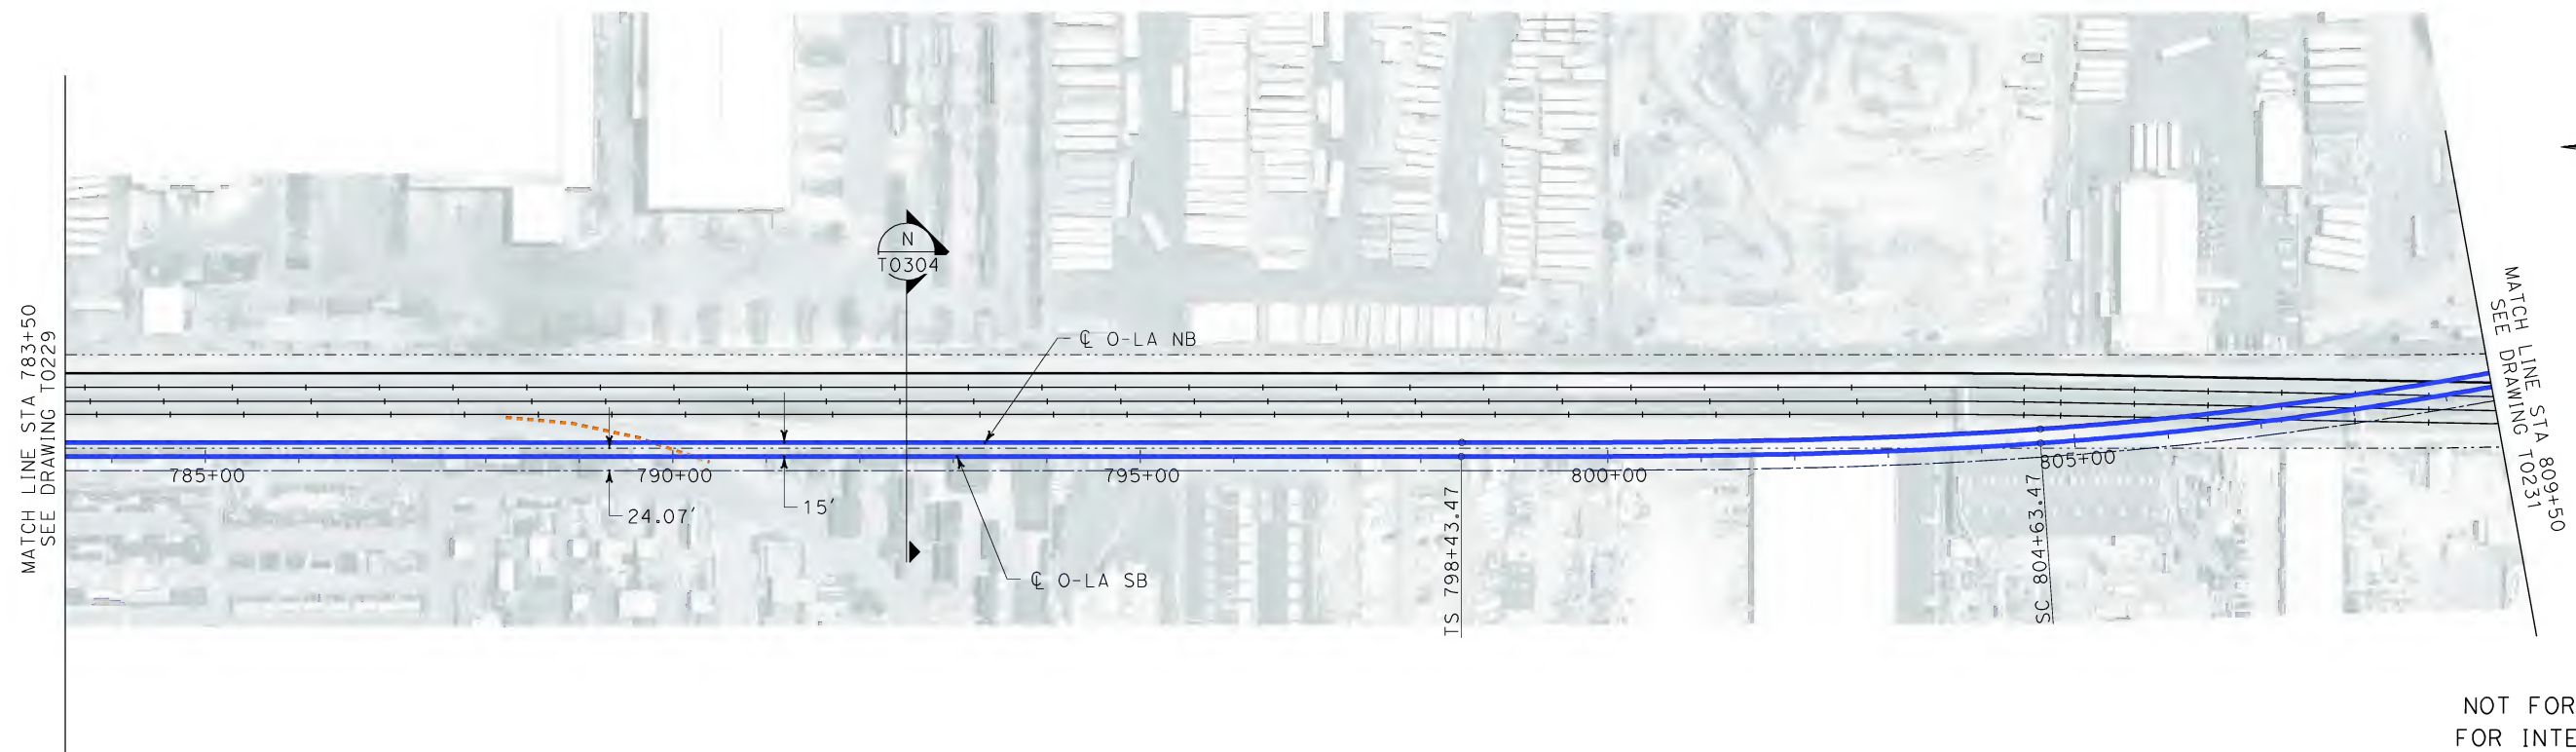 MATCH LINE STA 783+50
SEE DRAWING T0229
N
T0304
℄ O-LA NB
785+00
790+00
795+00
800+00
805+00
24.07'
15'
℄ O-LA SB
TS 798+43.47
SC 804+63.47
MATCH LINE STA 809+50
SEE DRAWING T0231
NOT FOR
FOR INTE